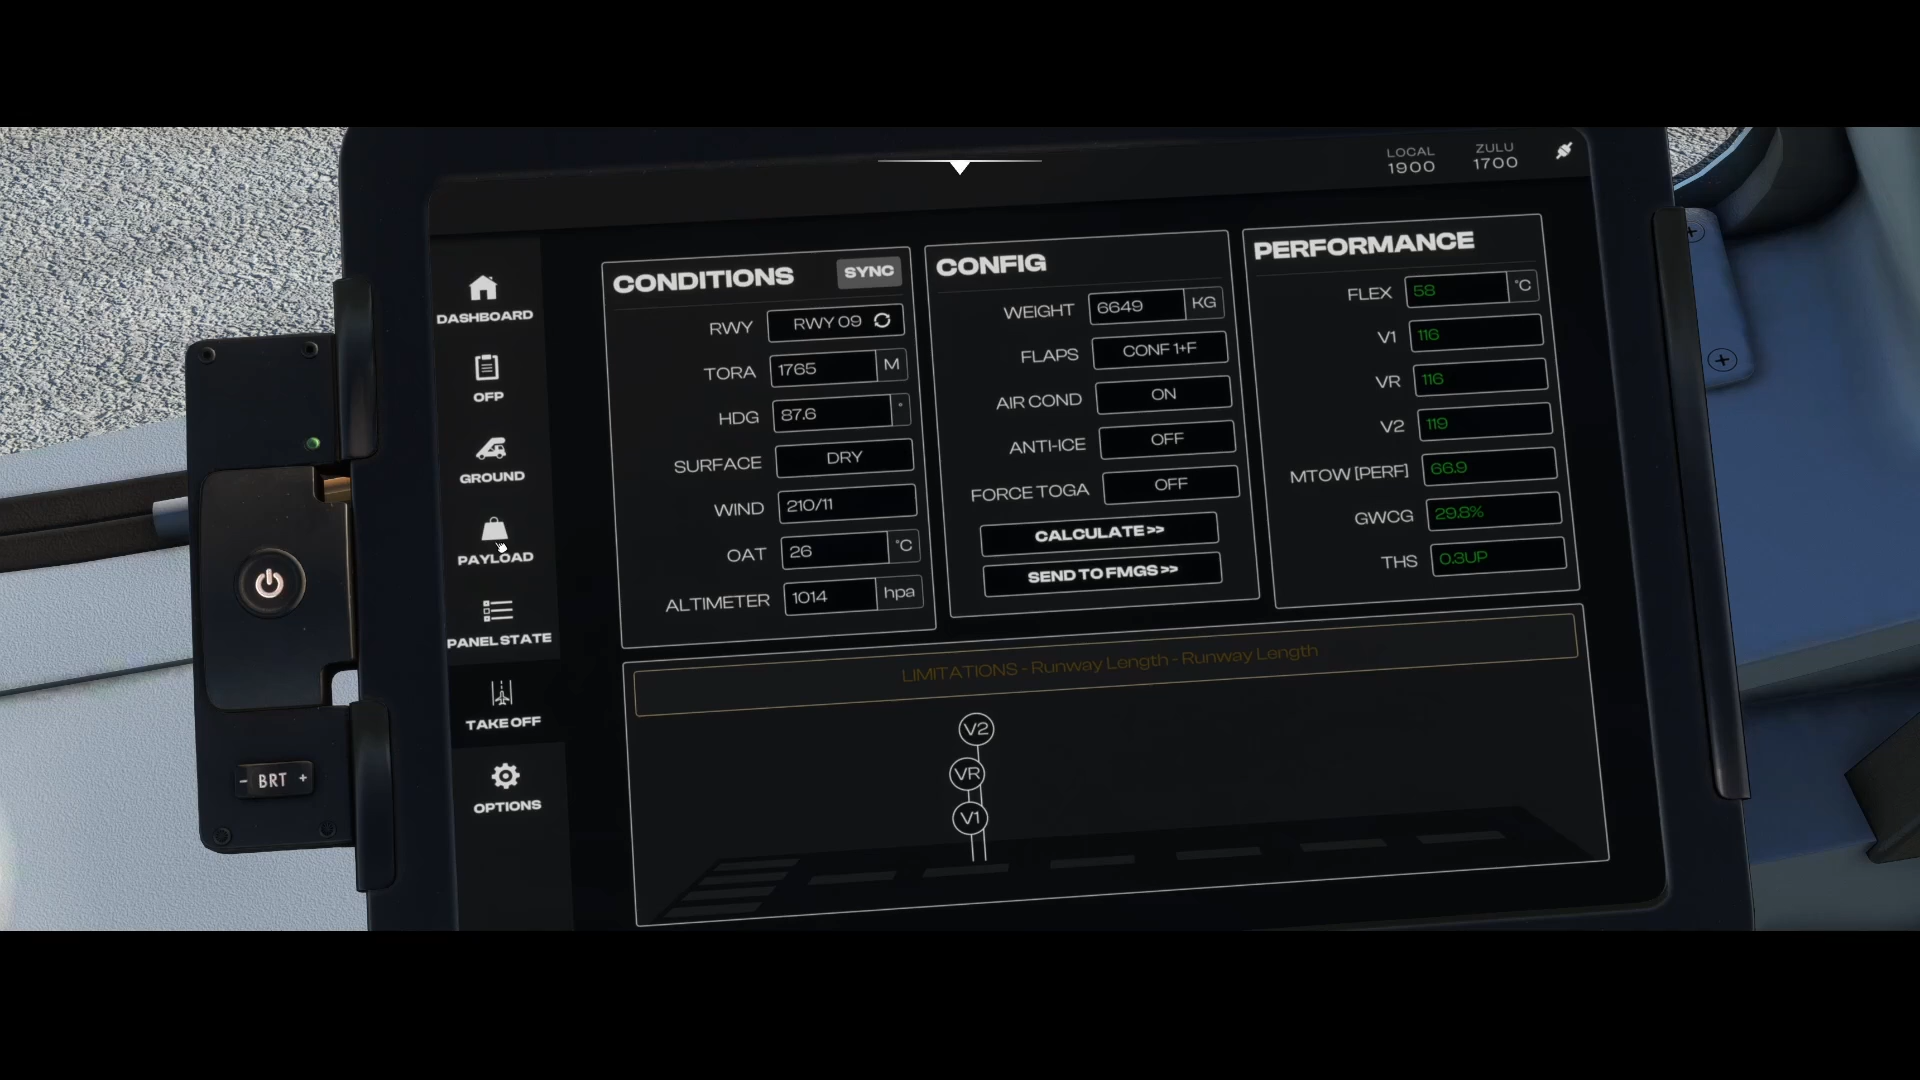 LOCAL
1900
ZULU
1700
DASHBOARD
OFP
GROUND
PAYLOAD
PANEL STATE
TAKE OFF
OPTIONS
- BRT +
CONDITIONS
SYNC
RWY RWY 09
TORA 1765 M
HDG 87.6 °
SURFACE DRY
WIND 210/11
OAT 26 °C
ALTIMETER 1014 hpa
CONFIG
WEIGHT 6649 KG
FLAPS CONF 1+F
AIR COND ON
ANTI-ICE OFF
FORCE TOGA OFF
CALCULATE >>
SEND TO FMGS >>
PERFORMANCE
FLEX 58 °C
V1 116
VR 116
V2 119
MTOW [PERF] 66.9
GWCG 29.8%
THS 0.3UP
LIMITATIONS - Runway Length - Runway Length
V2
VR
V1